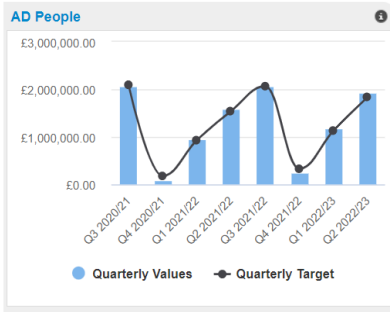 AD People
£3,000,000.00
£2,000,000.00
£1,000,000.00
£0.00
Q3 2020/21
Q4 2020/21
Q1 2021/22
Q2 2021/22
Q3 2021/22
Q4 2021/22
Q1 2022/23
Q2 2022/23
Quarterly Values
Quarterly Target